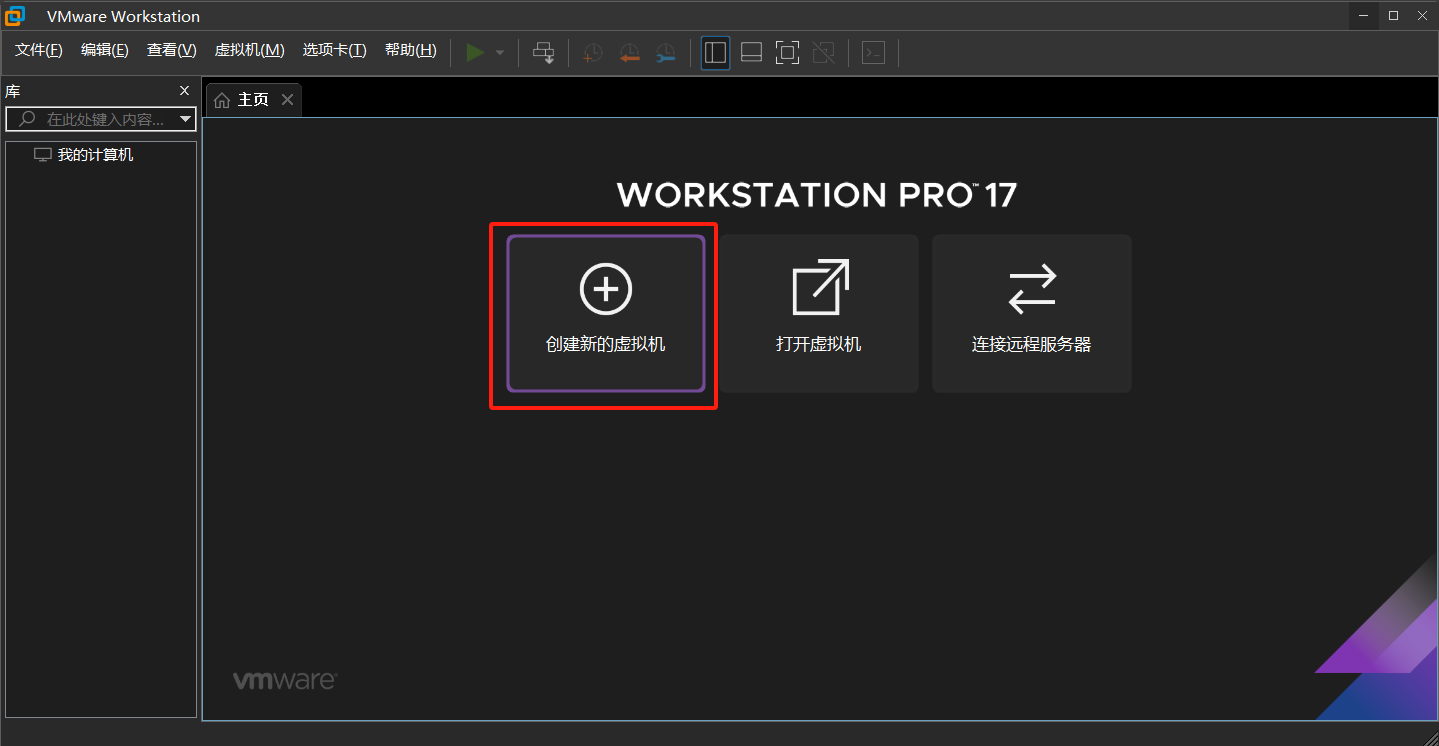 VMware Workstation
文件(F) 编辑(E) 查看(V) 虚拟机(M) 选项卡(T) 帮助(H)
库
主页
在此处键入内容...
我的计算机
WORKSTATION PRO™ 17
创建新的虚拟机
打开虚拟机
连接远程服务器
vmware®